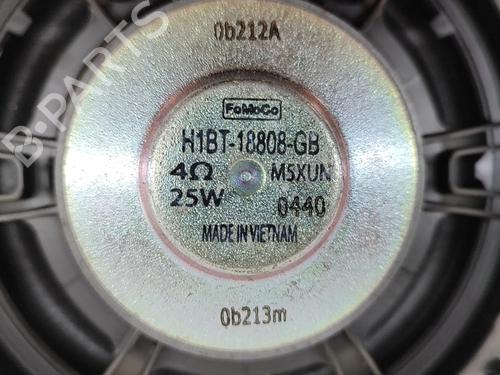 B-PARTS
0b212A
FoMoCo
H1BT-18808-GB
4Ω M5XUN
25W 0440
MADE IN VIETNAM
0b213m